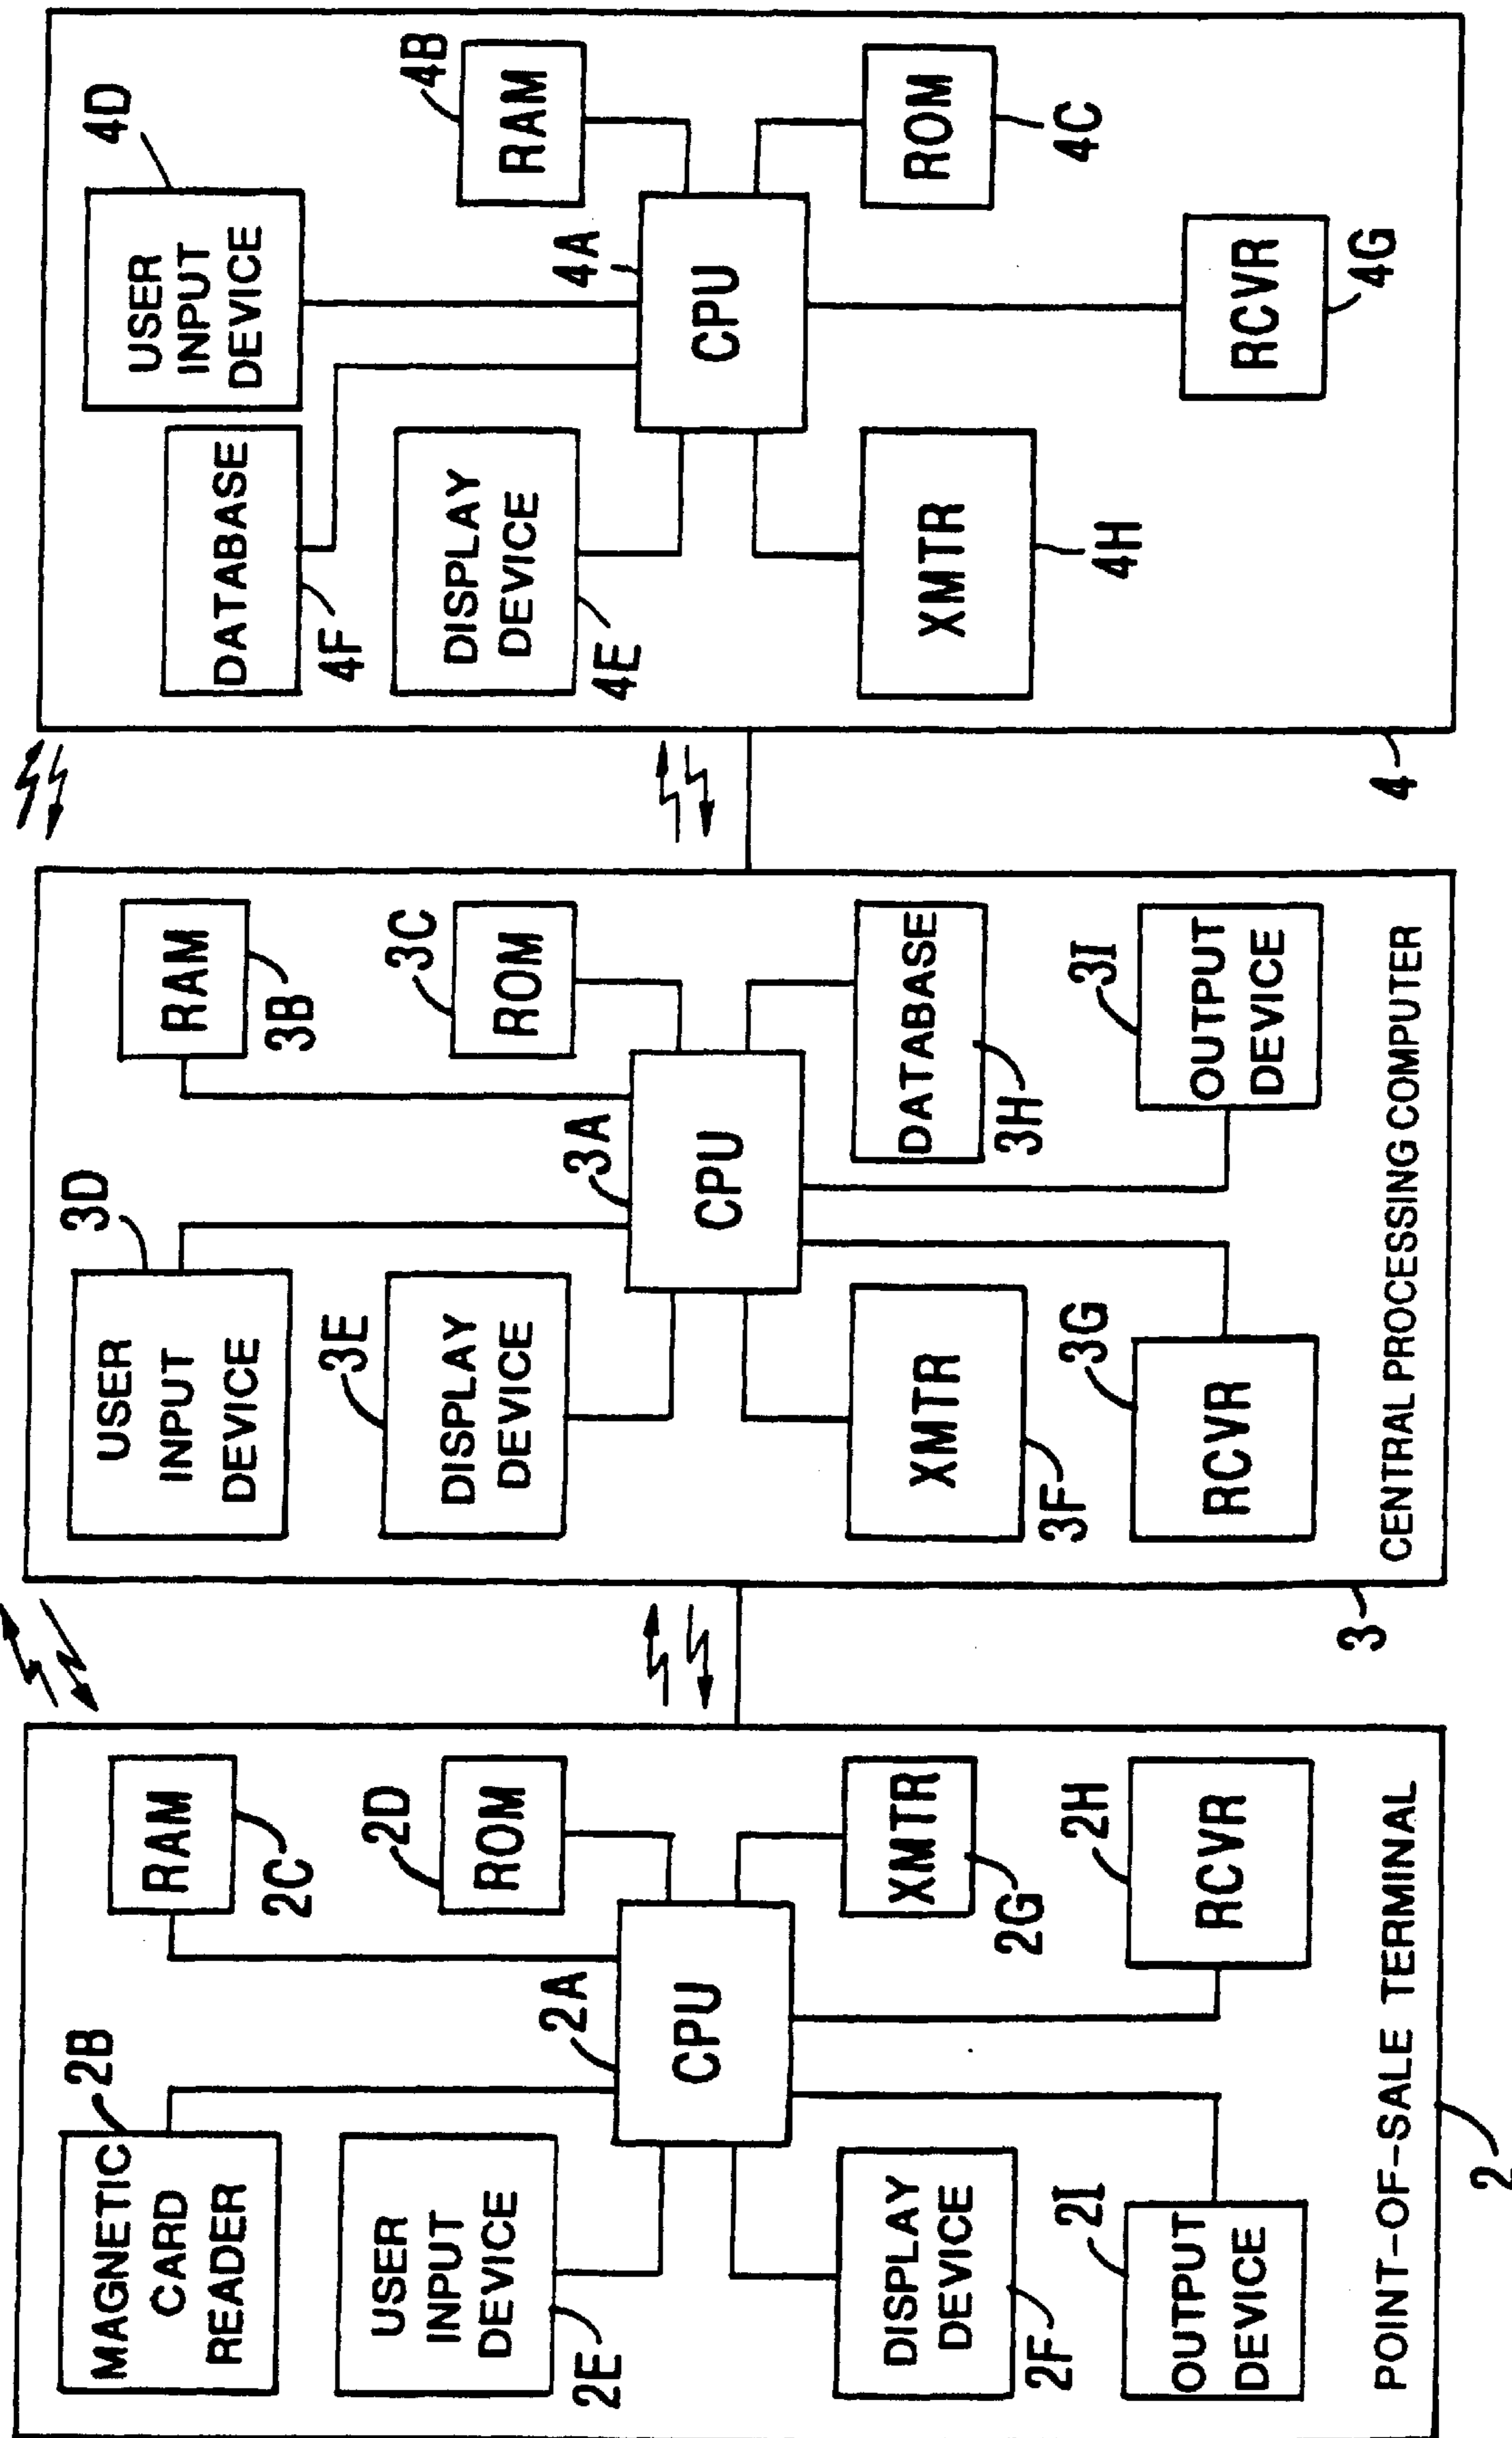 2B
MAGNETIC
CARD
READER
RAM
2C
USER
INPUT
DEVICE
2E
2D
ROM
2A
CPU
DISPLAY
DEVICE
2F
XMTR
2G
2I
OUTPUT
DEVICE
2H
RCVR
POINT-OF-SALE TERMINAL
2
3D
USER
INPUT
DEVICE
RAM
3B
3E
DISPLAY
DEVICE
3C
ROM
3A
CPU
XMTR
3F
DATABASE
3H
3G
RCVR
3I
OUTPUT
DEVICE
CENTRAL PROCESSING COMPUTER
3
4D
USER
INPUT
DEVICE
DATABASE
4F
DISPLAY
DEVICE
4E
4B
RAM
4A
CPU
XMTR
4H
ROM
4C
RCVR
4G
4